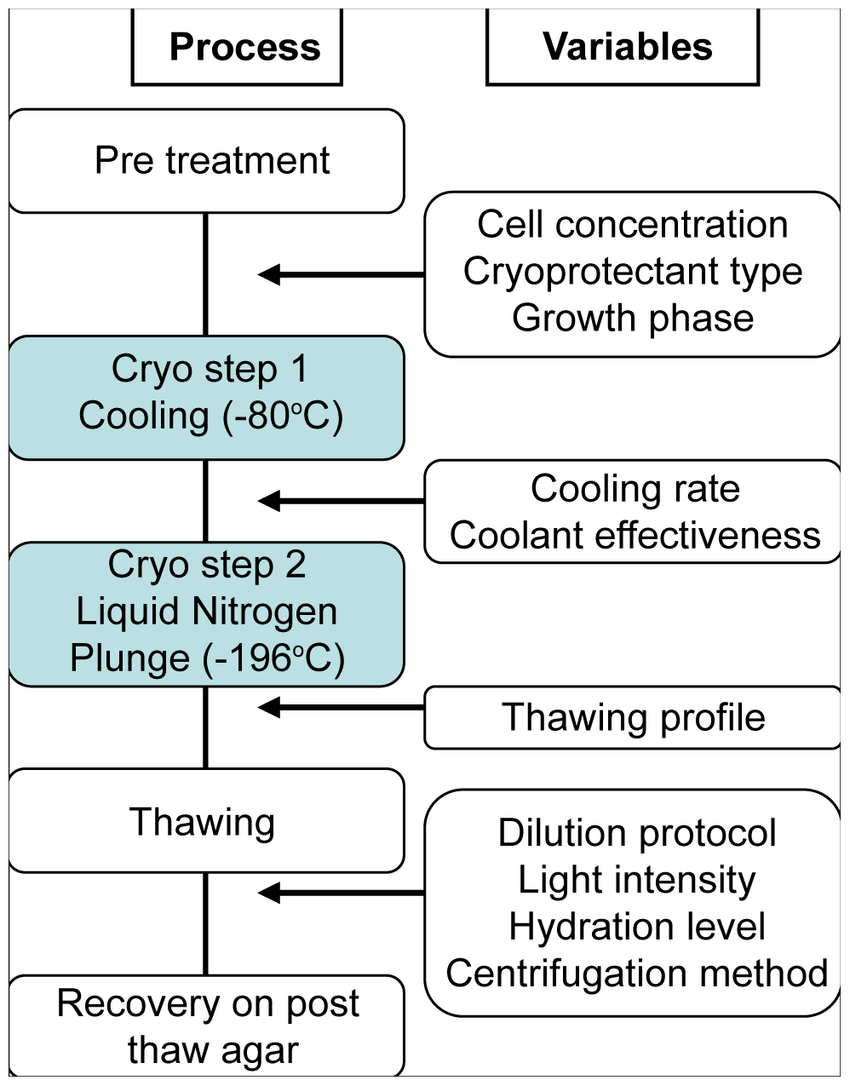 Process
Variables
Pre treatment
Cell concentration
Cryoprotectant type
Growth phase
Cryo step 1
Cooling (-80ºC)
Cooling rate
Coolant effectiveness
Cryo step 2
Liquid Nitrogen
Plunge (-196ºC)
Thawing profile
Thawing
Dilution protocol
Light intensity
Hydration level
Centrifugation method
Recovery on post
thaw agar